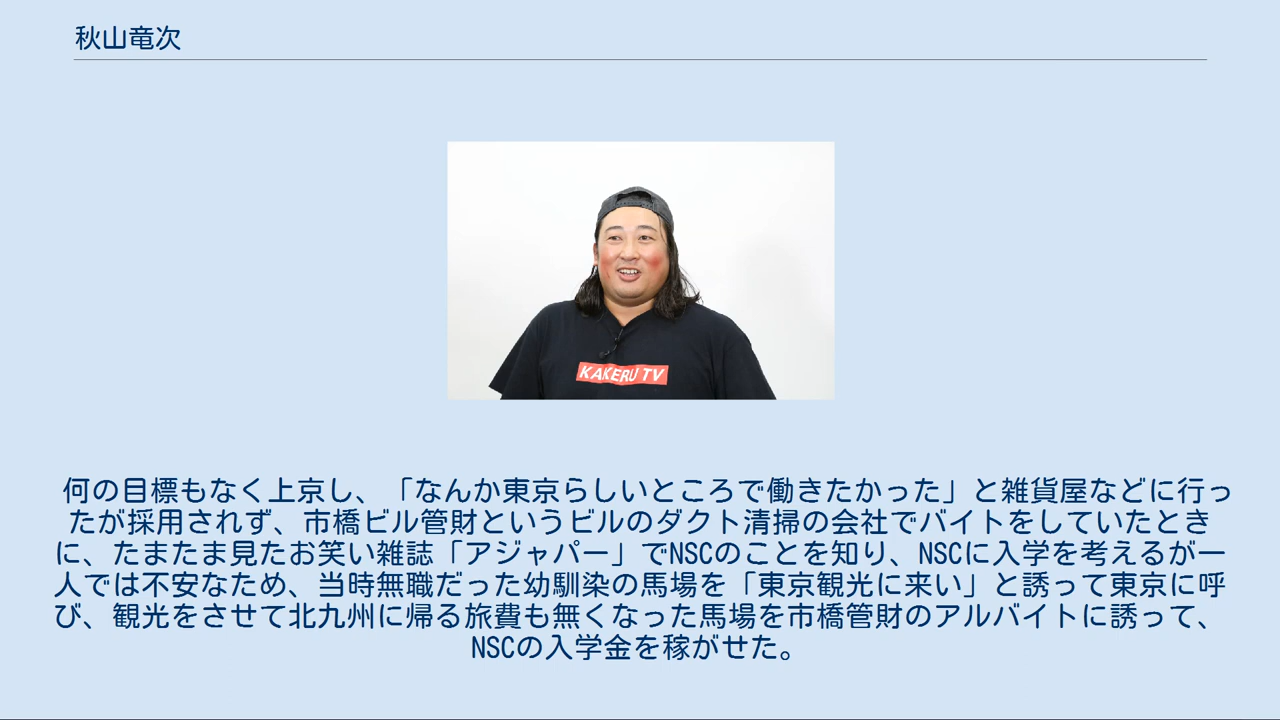 秋山竜次
KAKERU TV
何の目標もなく上京し、「なんか東京らしいところで働きたかった」と雑貨屋などに行っ
たが採用されず、市橋ビル管財というビルのダクト清掃の会社でバイトをしていたとき
に、たまたま見たお笑い雑誌「アジャパー」でNSCのことを知り、NSCに入学を考えるが一
人では不安なため、当時無職だった幼馴染の馬場を「東京観光に来い」と誘って東京に呼
び、観光をさせて北九州に帰る旅費も無くなった馬場を市橋管財のアルバイトに誘って、
NSCの入学金を稼がせた。